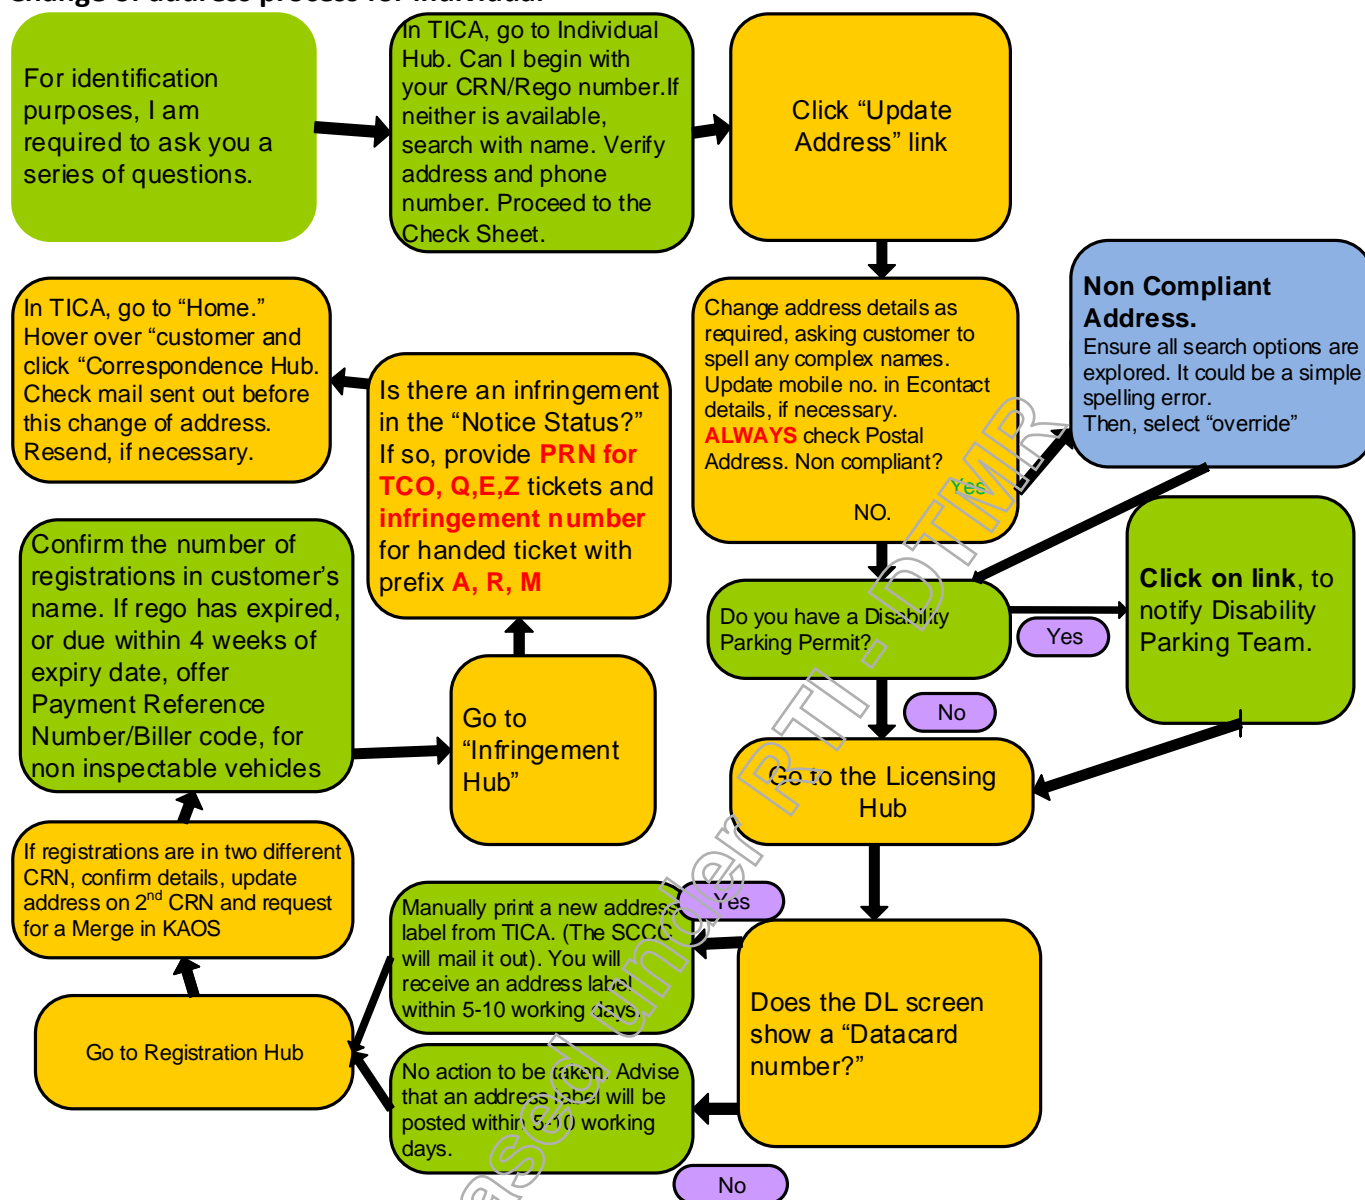 Change of address process for individual
For identification
purposes, I am
required to ask you a
series of questions.
In TICA, go to Individual
Hub. Can I begin with
your CRN/Rego number.If
neither is available,
search with name. Verify
address and phone
number. Proceed to the
Check Sheet.
Click “Update
Address” link
Change address details as
required, asking customer to
spell any complex names.
Update mobile no. in Econtact
details, if necessary.
ALWAYS check Postal
Address. Non compliant?
Yes
NO.
Non Compliant
Address.
Ensure all search options are
explored. It could be a simple
spelling error.
Then, select “override”
Do you have a Disability
Parking Permit?
Yes
Click on link, to
notify Disability
Parking Team.
No
Go to the Licensing
Hub
Does the DL screen
show a “Datacard
number?”
Yes
Manually print a new address
label from TICA. (The SCCC
will mail it out). You will
receive an address label
within 5-10 working days.
No action to be taken. Advise
that an address label will be
posted within 5-10 working
days.
No
Go to Registration Hub
If registrations are in two different
CRN, confirm details, update
address on 2nd CRN and request
for a Merge in KAOS
Confirm the number of
registrations in customer’s
name. If rego has expired,
or due within 4 weeks of
expiry date, offer
Payment Reference
Number/Biller code, for
non inspectable vehicles
Go to
“Infringement
Hub”
Is there an infringement
in the “Notice Status?”
If so, provide PRN for
TCO, Q,E,Z tickets and
infringement number
for handed ticket with
prefix A, R, M
In TICA, go to “Home.”
Hover over “customer and
click “Correspondence Hub.
Check mail sent out before
this change of address.
Resend, if necessary.
ased under RTI - DTMR